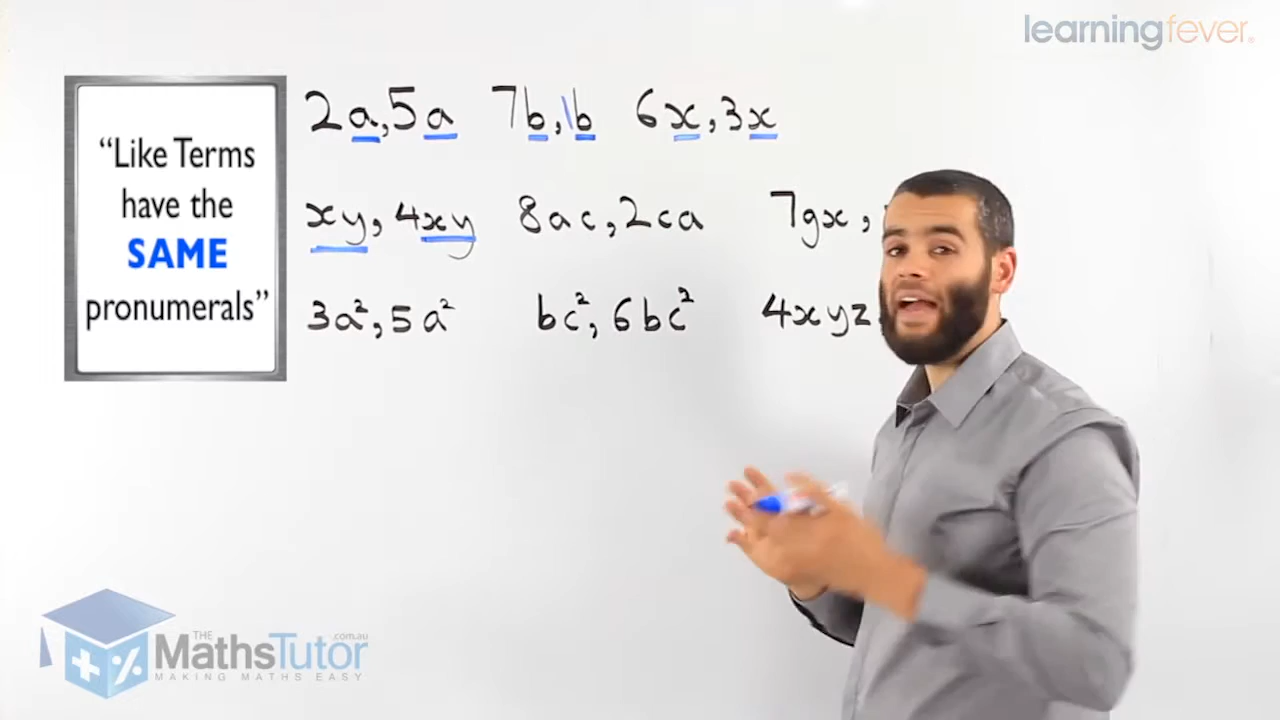 learningfever.
"Like Terms
have the
SAME
pronumerals"
2a, 5a 7b, 1b 6x, 3x
xy, 4xy 8ac, 2ca 7gx,
3a², 5a² bc², 6bc² 4xyz
THE MathsTutor .com.au
MAKING MATHS EASY